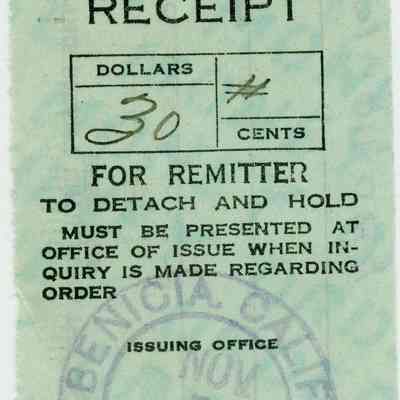 RECEIPT
DOLLARS
30 #
CENTS
FOR REMITTER
TO DETACH AND HOLD
MUST BE PRESENTED AT
OFFICE OF ISSUE WHEN IN-
QUIRY IS MADE REGARDING
ORDER
BENICIA, CALIF
ISSUING OFFICE
NOV